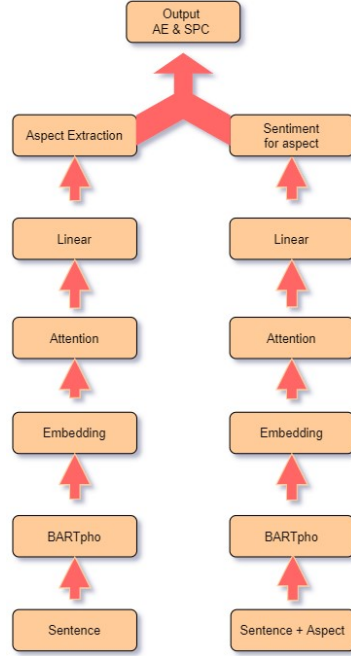 Output
AE & SPC
Aspect Extraction
Sentiment
for aspect
Linear
Linear
Attention
Attention
Embedding
Embedding
BARTpho
BARTpho
Sentence
Sentence + Aspect